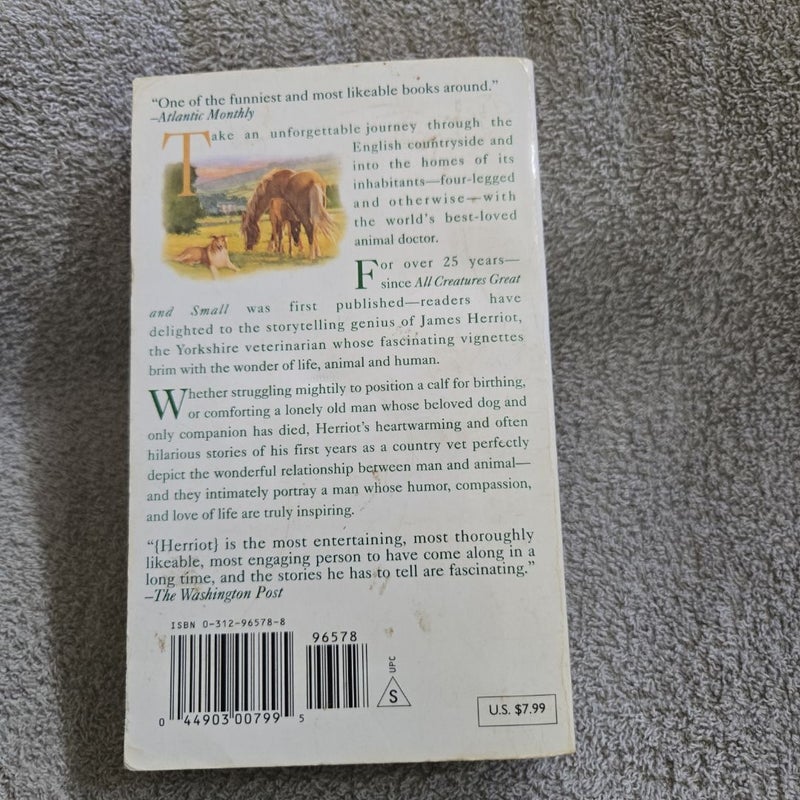 “One of the funniest and most likeable books around.”
–Atlantic Monthly
Take an unforgettable journey through the
English countryside and
into the homes of its
inhabitants—four-legged
and otherwise—with
the world's best-loved
animal doctor.
For over 25 years—
since All Creatures Great
and Small was first published—readers have
delighted to the storytelling genius of James Herriot,
the Yorkshire veterinarian whose fascinating vignettes
brim with the wonder of life, animal and human.
Whether struggling mightily to position a calf for birthing,
or comforting a lonely old man whose beloved dog and
only companion has died, Herriot's heartwarming and often
hilarious stories of his first years as a country vet perfectly
depict the wonderful relationship between man and animal—
and they intimately portray a man whose humor, compassion,
and love of life are truly inspiring.
“{Herriot} is the most entertaining, most thoroughly
likeable, most engaging person to have come along in a
long time, and the stories he has to tell are fascinating.”
–The Washington Post
ISBN 0-312-96578-8
96578
UPC
S
0 44903 00799 5
U.S. $7.99